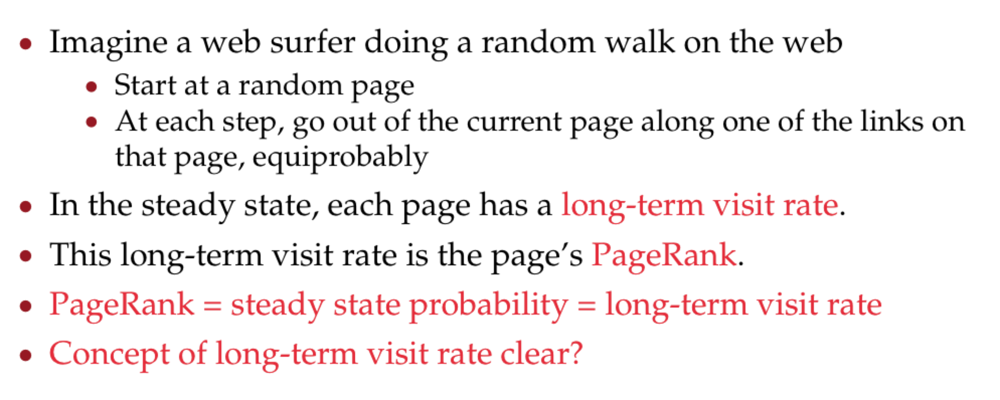 • Imagine a web surfer doing a random walk on the web
• Start at a random page
• At each step, go out of the current page along one of the links on
that page, equiprobably
• In the steady state, each page has a long-term visit rate.
• This long-term visit rate is the page’s PageRank.
• PageRank = steady state probability = long-term visit rate
• Concept of long-term visit rate clear?